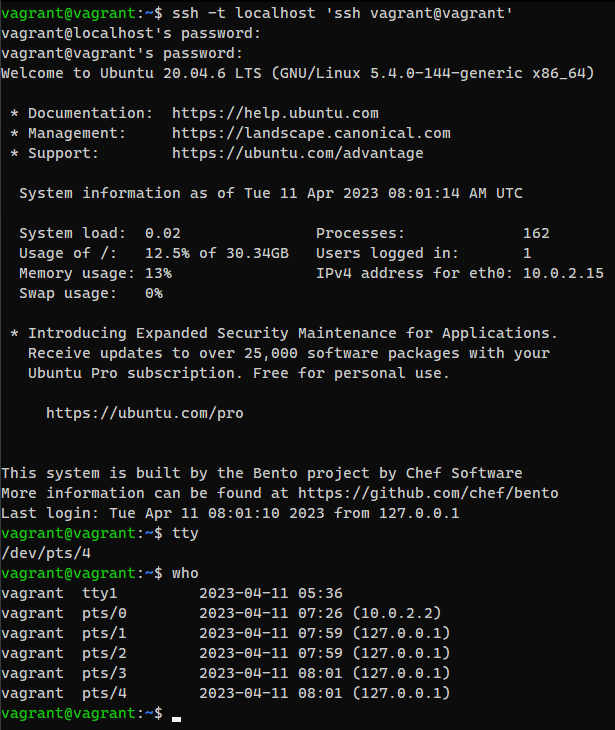 vagrant@vagrant:~$ ssh -t localhost 'ssh vagrant@vagrant'
vagrant@localhost's password:
vagrant@vagrant's password:
Welcome to Ubuntu 20.04.6 LTS (GNU/Linux 5.4.0-144-generic x86_64)

 * Documentation:  https://help.ubuntu.com
 * Management:     https://landscape.canonical.com
 * Support:        https://ubuntu.com/advantage

  System information as of Tue 11 Apr 2023 08:01:14 AM UTC

  System load:  0.02               Processes:             162
  Usage of /:   12.5% of 30.34GB   Users logged in:       1
  Memory usage: 13%                IPv4 address for eth0: 10.0.2.15
  Swap usage:   0%

 * Introducing Expanded Security Maintenance for Applications.
   Receive updates to over 25,000 software packages with your
   Ubuntu Pro subscription. Free for personal use.

     https://ubuntu.com/pro


This system is built by the Bento project by Chef Software
More information can be found at https://github.com/chef/bento
Last login: Tue Apr 11 08:01:10 2023 from 127.0.0.1
vagrant@vagrant:~$ tty
/dev/pts/4
vagrant@vagrant:~$ who
vagrant  tty1         2023-04-11 05:36
vagrant  pts/0        2023-04-11 07:26 (10.0.2.2)
vagrant  pts/1        2023-04-11 07:59 (127.0.0.1)
vagrant  pts/2        2023-04-11 07:59 (127.0.0.1)
vagrant  pts/3        2023-04-11 08:01 (127.0.0.1)
vagrant  pts/4        2023-04-11 08:01 (127.0.0.1)
vagrant@vagrant:~$